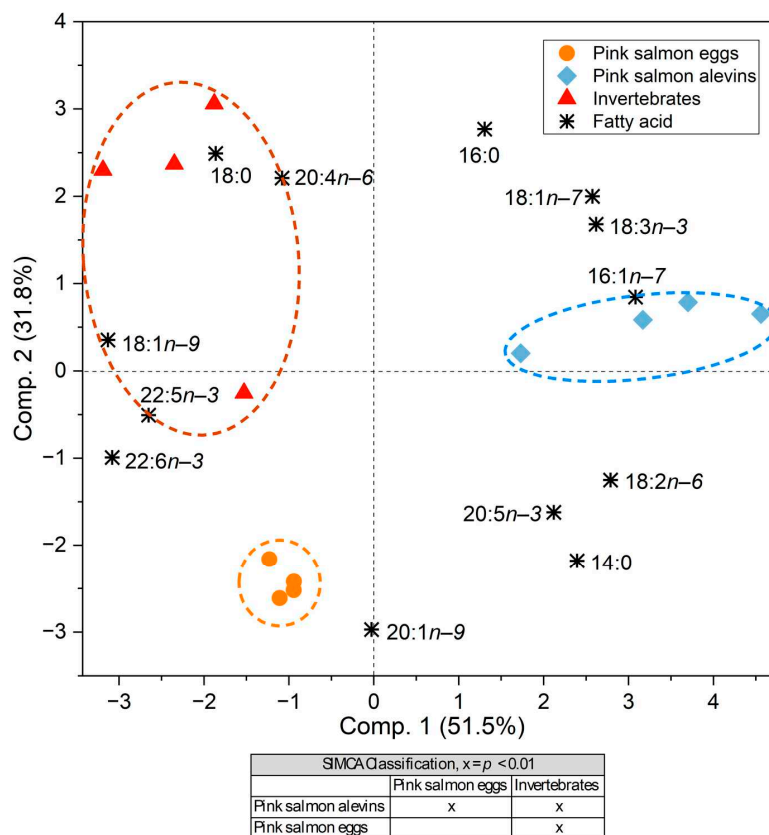 4
3
2
1
0
−1
−2
−3
Comp. 2 (31.8%)
Pink salmon eggs
Pink salmon alevins
Invertebrates
Fatty acid
16:0
18:0
20:4n–6
18:1n–7
18:3n–3
16:1n–7
18:1n–9
22:5n–3
22:6n–3
18:2n–6
20:5n–3
14:0
20:1n–9
−3 −2 −1 0 1 2 3 4
Comp. 1 (51.5%)
SIMCA Classification, x = p <0.01
Pink salmon eggs Invertebrates
Pink salmon alevins x x
Pink salmon eggs x